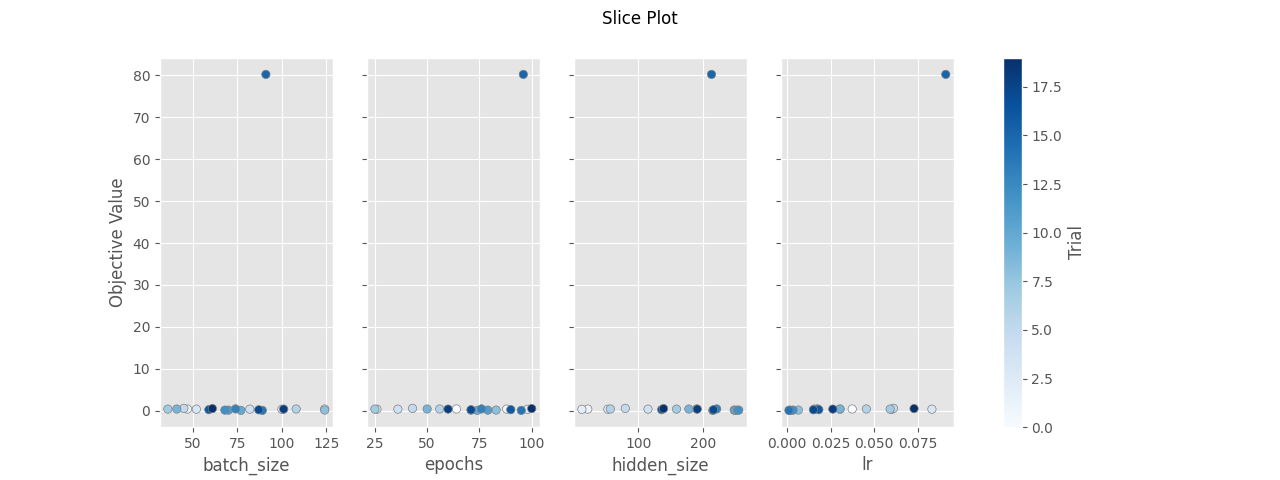 Slice Plot
Objective Value
80
70
60
50
40
30
20
10
0
50 75 100 125
batch_size
25 50 75 100
epochs
100 200
hidden_size
0.000 0.025 0.050 0.075
lr
17.5
15.0
12.5
10.0
7.5
5.0
2.5
0.0
Trial